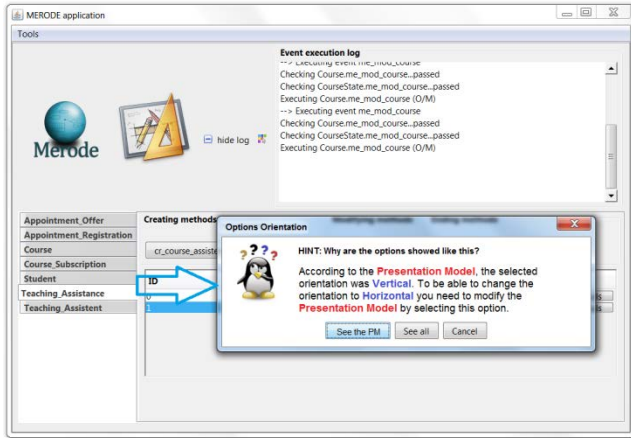 MERODE application
Tools
Event execution log
--> Executing event me_mod_course
Checking Course.me_mod_course...passed
Checking CourseState.me_mod_course...passed
Executing Course.me_mod_course (O/M)
--> Executing event me_mod_course
Checking Course.me_mod_course...passed
Checking CourseState.me_mod_course...passed
Executing Course.me_mod_course (O/M)
Merode
hide log
Appointment_Offer
Appointment_Registration
Course
Course_Subscription
Student
Teaching_Assistance
Teaching_Assistent
Creating methods
cr_course_assiste
ID
0
1
Options Orientation
HINT: Why are the options showed like this?
According to the Presentation Model, the selected
orientation was Vertical. To be able to change the
orientation to Horizontal you need to modify the
Presentation Model by selecting this option.
See the PM See all Cancel